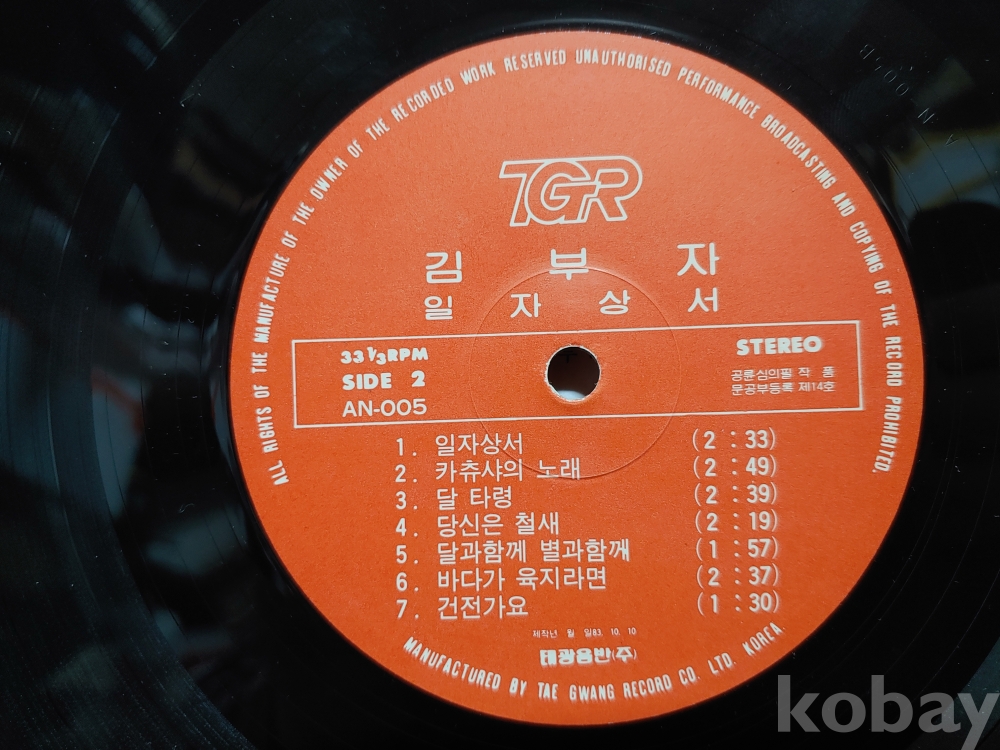 ALL RIGHTS OF THE MANUFACTURE OF THE OWNER OF THE RECORDED WORK RESERVED UNAUTHORISED PERFORMANCE BROADCASTING AND COPYING OF THE RECORD PROHIBITED.
TGR
김부자
일자상서
33 1/3 RPM
SIDE 2
AN-005
STEREO
공륜심의필 작품
문공부등록 제14호
1. 일자상서 (2 : 33)
2. 카츄샤의 노래 (2 : 49)
3. 달 타령 (2 : 39)
4. 당신은 철새 (2 : 19)
5. 달과함께 별과함깨 (1 : 57)
6. 바다가 육지라면 (2 : 37)
7. 건전가요 (1 : 30)
제작년 월 일83. 10. 10
태광음반(주)
MANUFACTURED BY TAE GWANG RECORD CO. LTD. KOREA.
kobay